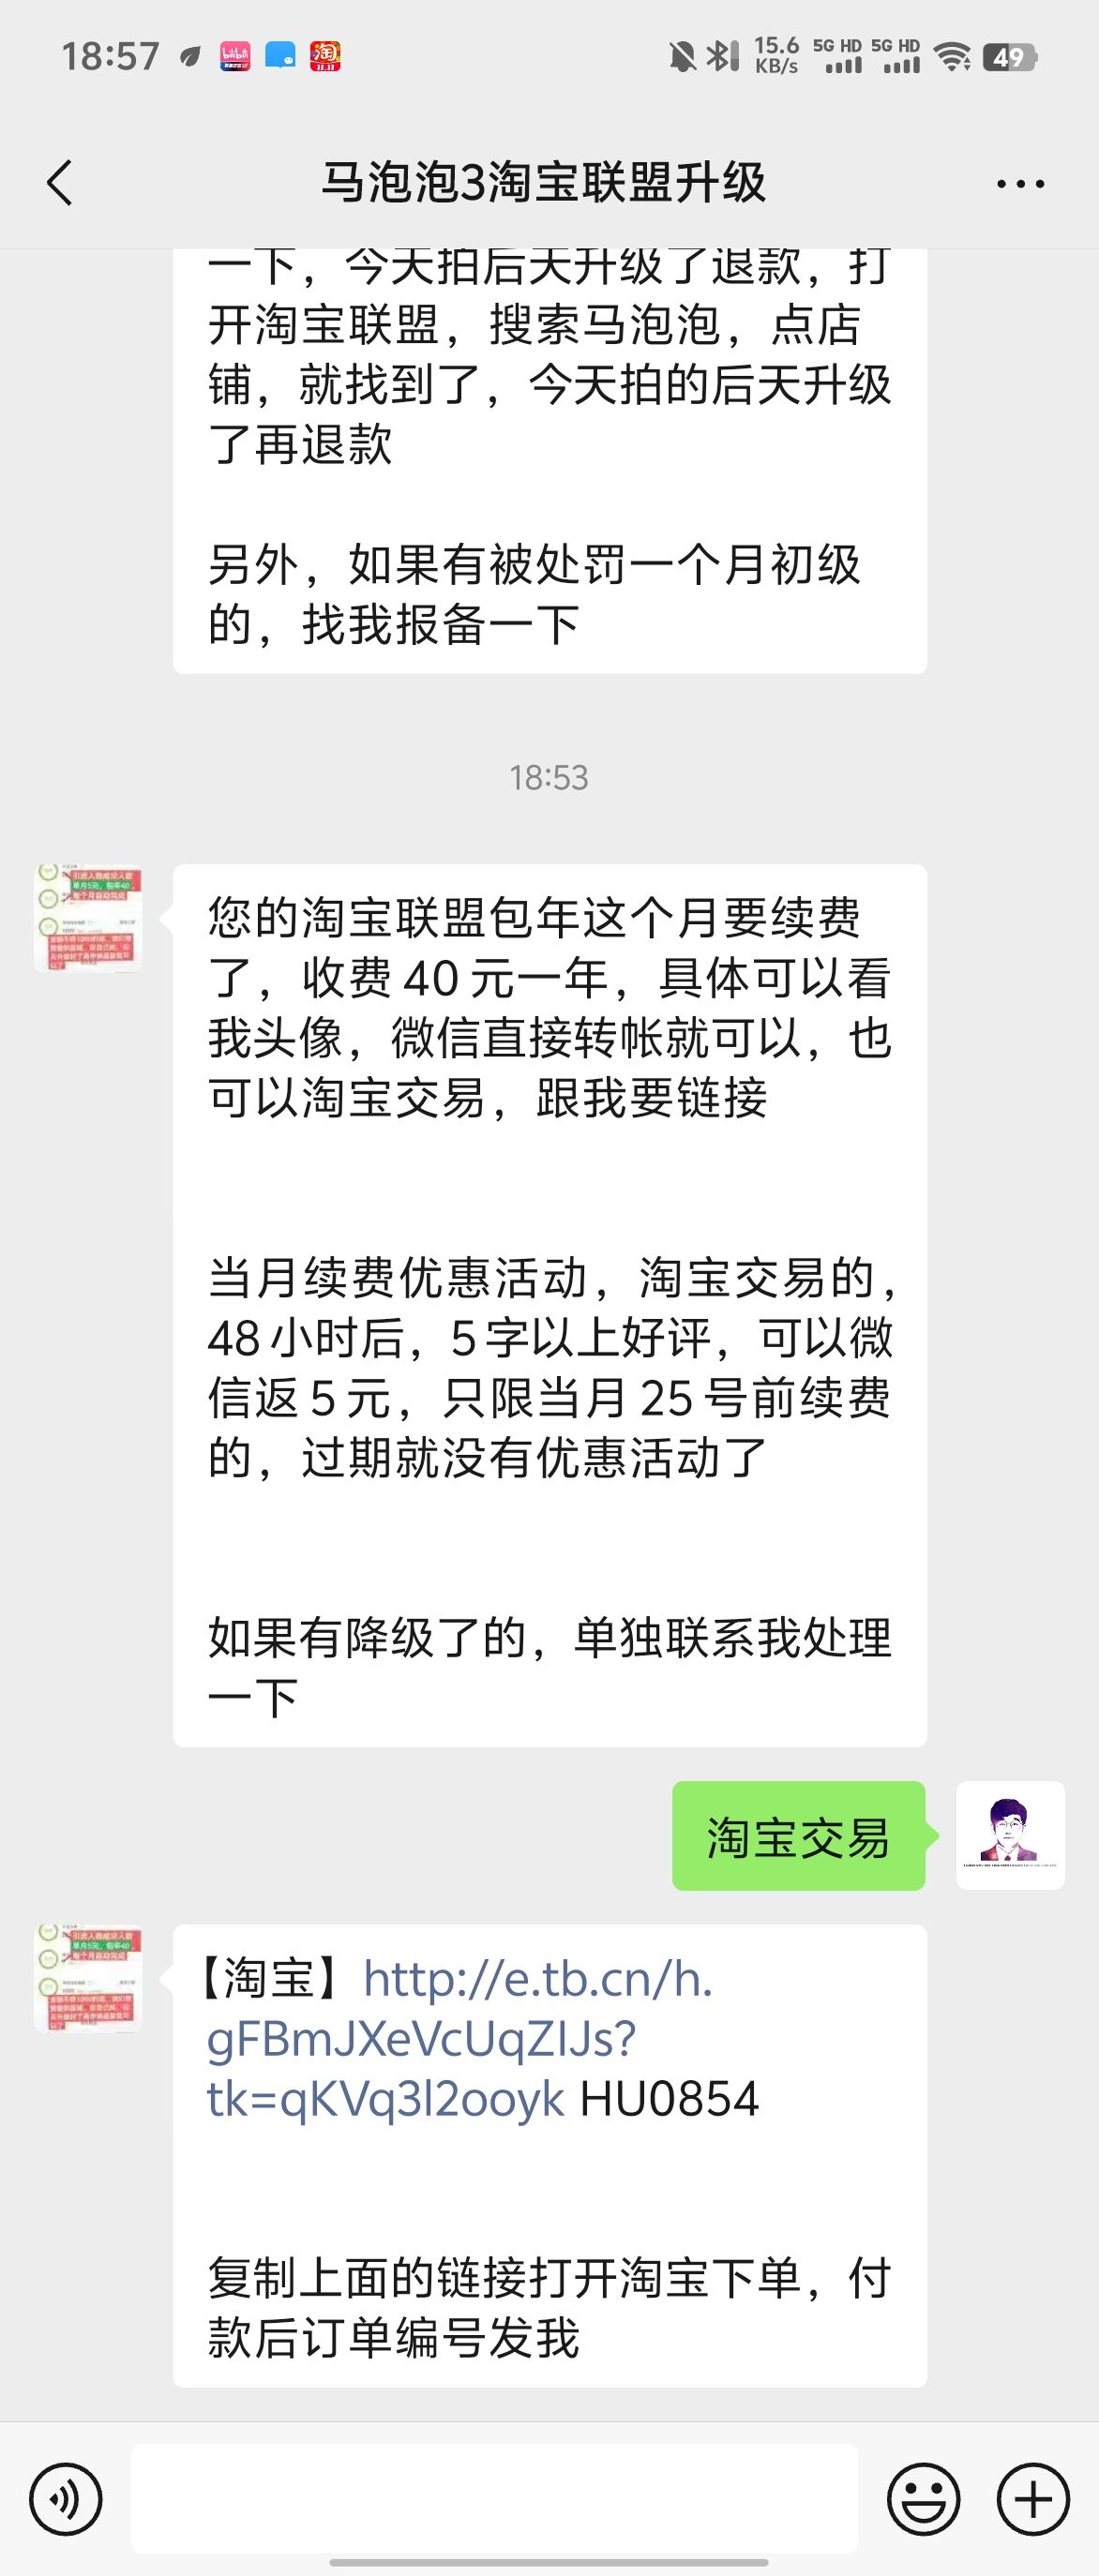 18:57
15.6
KB/s
5G HD
5G HD
49
马泡泡3淘宝联盟升级
一下，今天拍后天升级了退款，打
开淘宝联盟，搜索马泡泡，点店
铺，就找到了，今天拍的后天升级
了再退款
另外，如果有被处罚一个月初级
的，找我报备一下
18:53
您的淘宝联盟包年这个月要续费
了，收费 40 元一年，具体可以看
我头像，微信直接转帐就可以，也
可以淘宝交易，跟我要链接
当月续费优惠活动，淘宝交易的，
48 小时后，5 字以上好评，可以微
信返 5 元，只限当月 25 号前续费
的，过期就没有优惠活动了
如果有降级了的，单独联系我处理
一下
淘宝交易
【淘宝】http://e.tb.cn/h.
gFBmJXeVcUqZIJs?
tk=qKVq3l2ooyk HU0854
复制上面的链接打开淘宝下单，付
款后订单编号发我